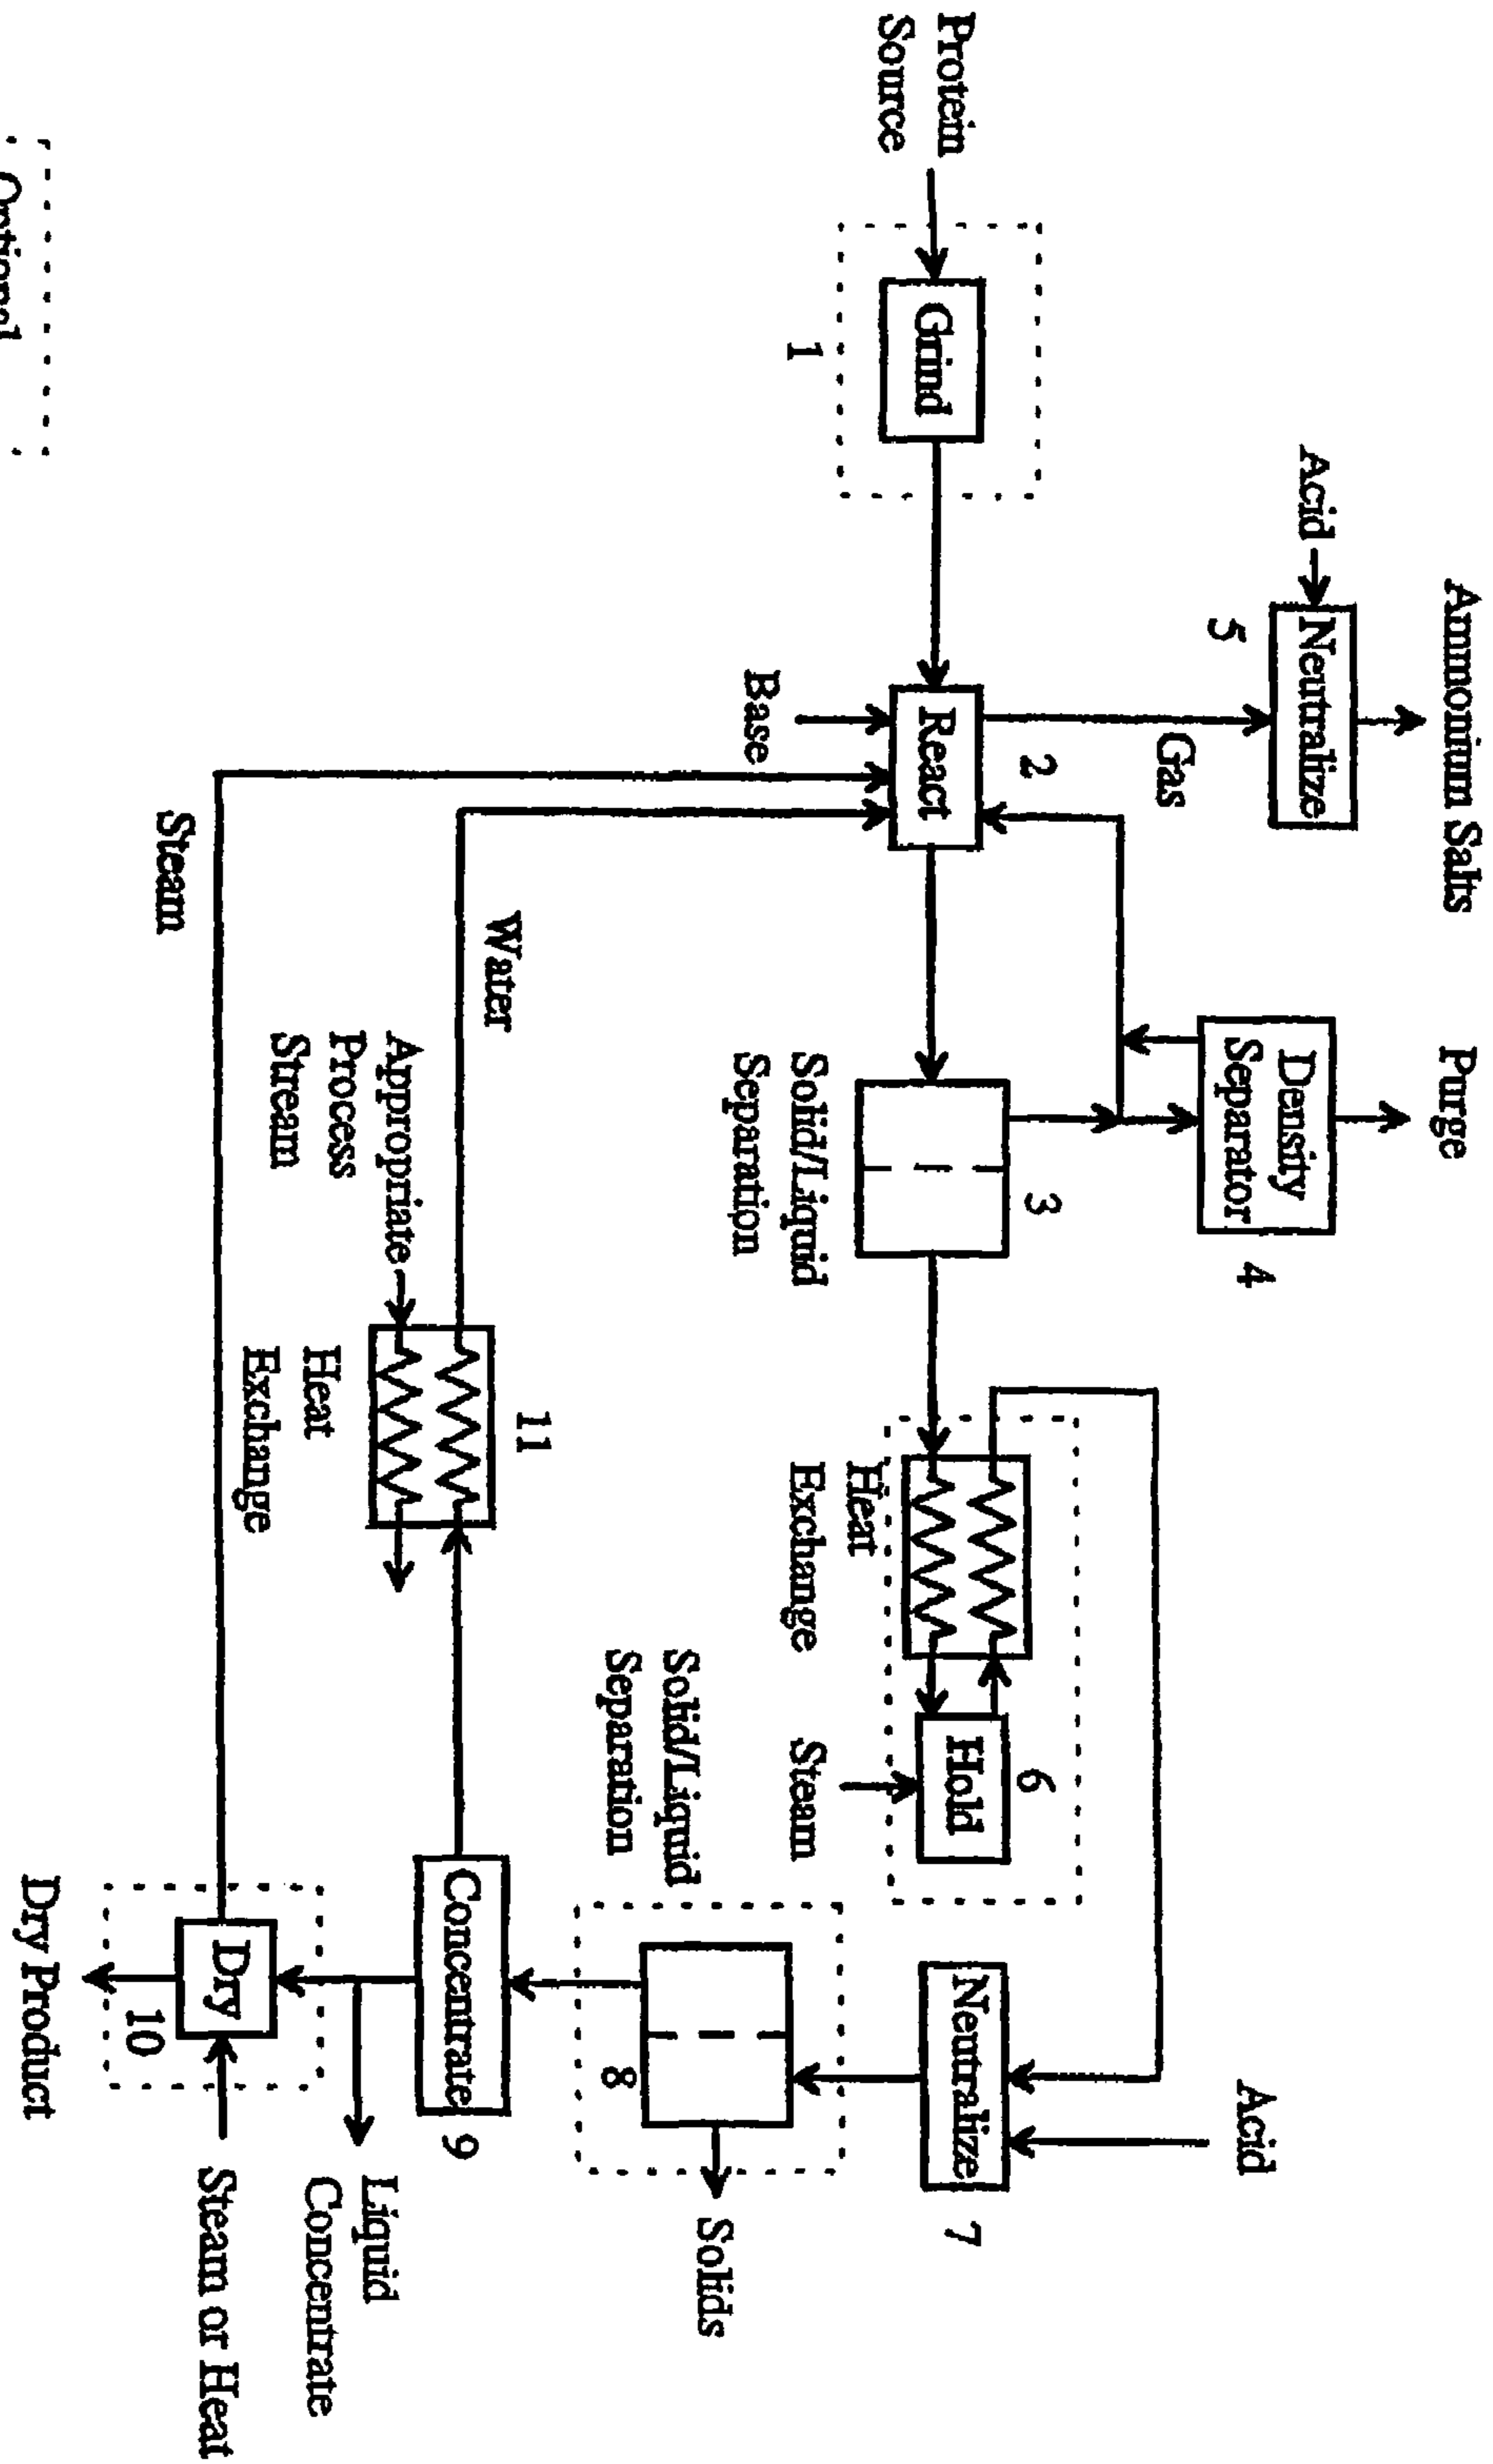 Ammonium Salts
Purge
Acid
Neutralize
5
Density
Separator
4
Acid
Gas
2
3
6
7
Protein
Source
Grind
1
React
Base
Solid/Liquid
Separation
Heat
Exchange
Hold
Steam
Neutralize
8
Solids
Solid/Liquid
Separation
Water
11
Concentrate
9
Appropriate
Process
Stream
Heat
Exchange
Liquid
Concentrate
Steam
Dry
10
Steam or Heat
Dry Product
Optional